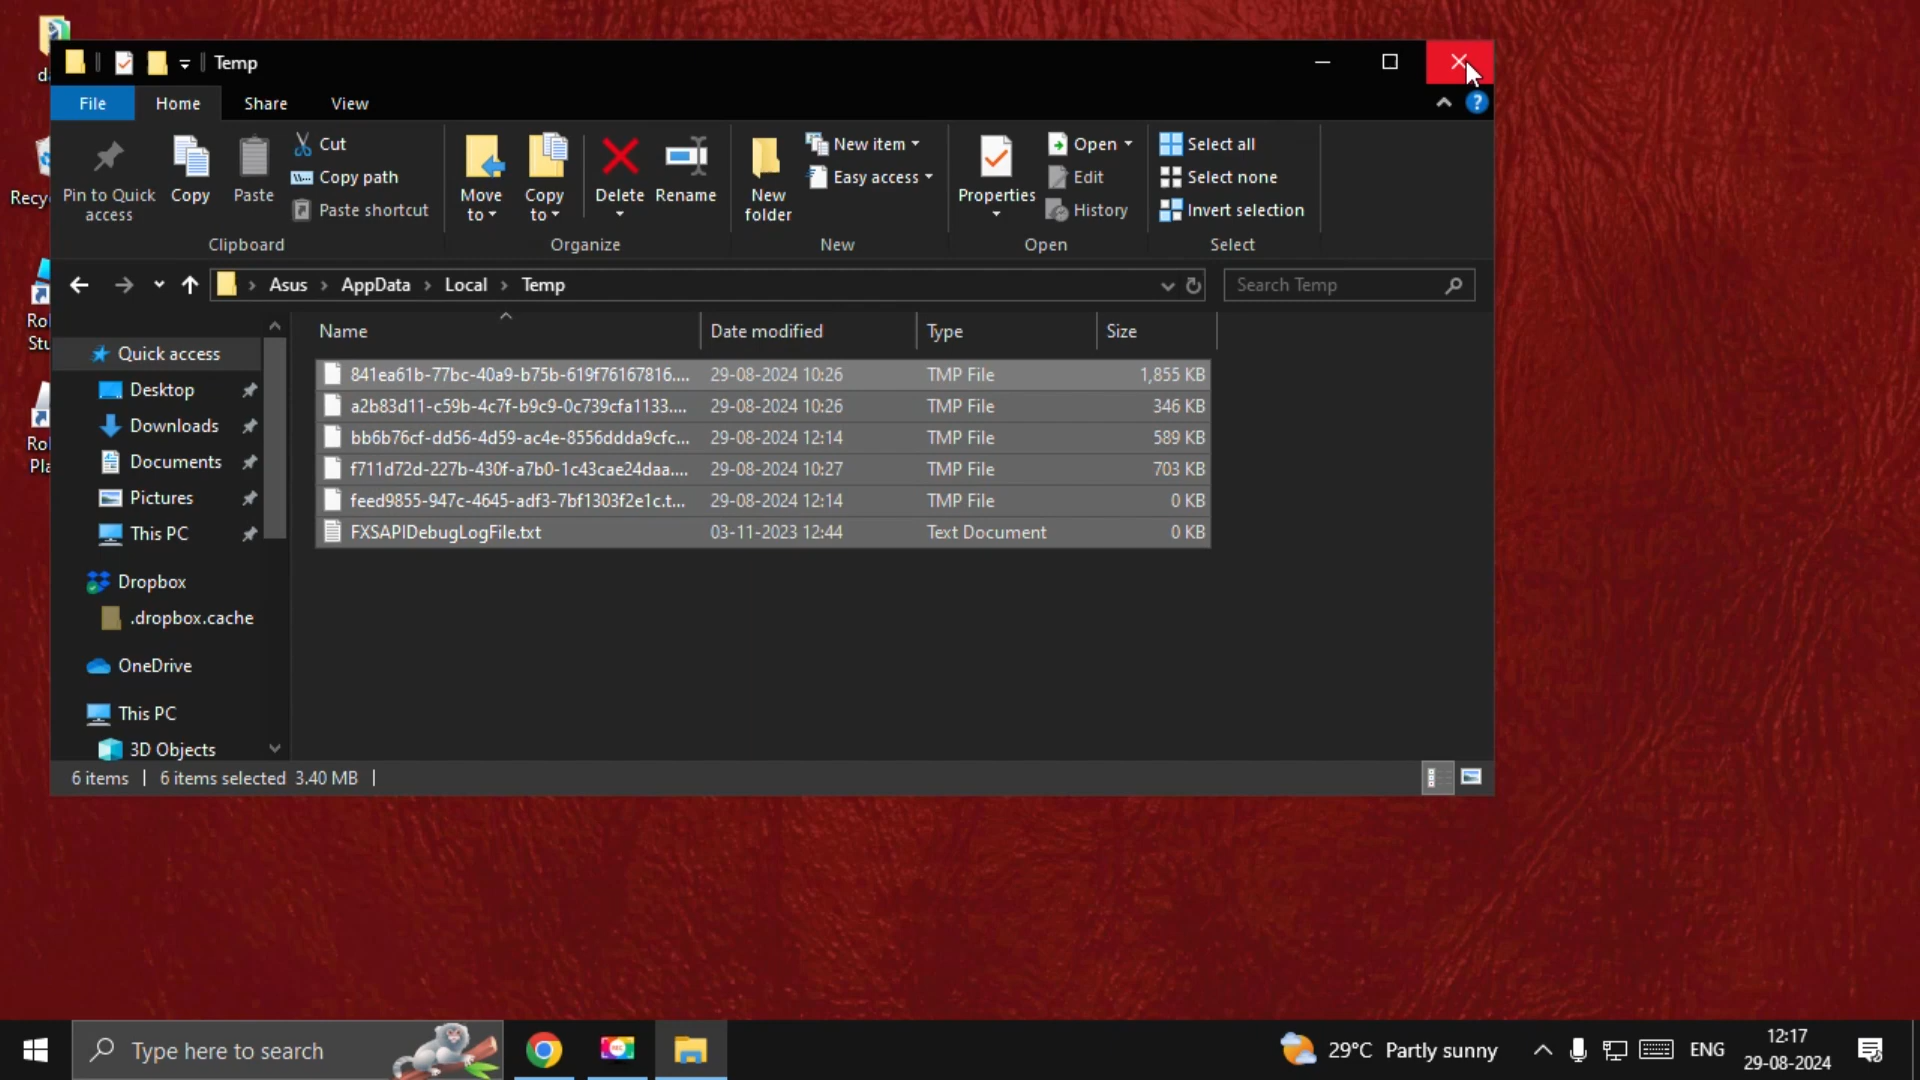 Temp
File Home Share View
Pin to Quick access
Copy
Paste
Cut
Copy path
Paste shortcut
Clipboard
Move to
Copy to
Delete
Rename
Organize
New folder
New item
Easy access
New
Properties
Open
Edit
History
Open
Select all
Select none
Invert selection
Select
Asus > AppData > Local > Temp
Search Temp
Name Date modified Type Size
841ea61b-77bc-40a9-b75b-619f76167816.... 29-08-2024 10:26 TMP File 1,855 KB
a2b83d11-c59b-4c7f-b9c9-0c739cfa1133.... 29-08-2024 10:26 TMP File 346 KB
bb6b76cf-dd56-4d59-ac4e-8556ddda9cfc... 29-08-2024 12:14 TMP File 589 KB
f711d72d-227b-430f-a7b0-1c43cae24daa.... 29-08-2024 10:27 TMP File 703 KB
feed9855-947c-4645-adf3-7bf1303f2e1c.t... 29-08-2024 12:14 TMP File 0 KB
FXSAPIDebugLogFile.txt 03-11-2023 12:44 Text Document 0 KB
Quick access
Desktop
Downloads
Documents
Pictures
This PC
Dropbox
.dropbox.cache
OneDrive
This PC
3D Objects
6 items | 6 items selected 3.40 MB |
Recyc
Ro
Stu
Ro
Pla
Type here to search
29°C Partly sunny
ENG
12:17
29-08-2024